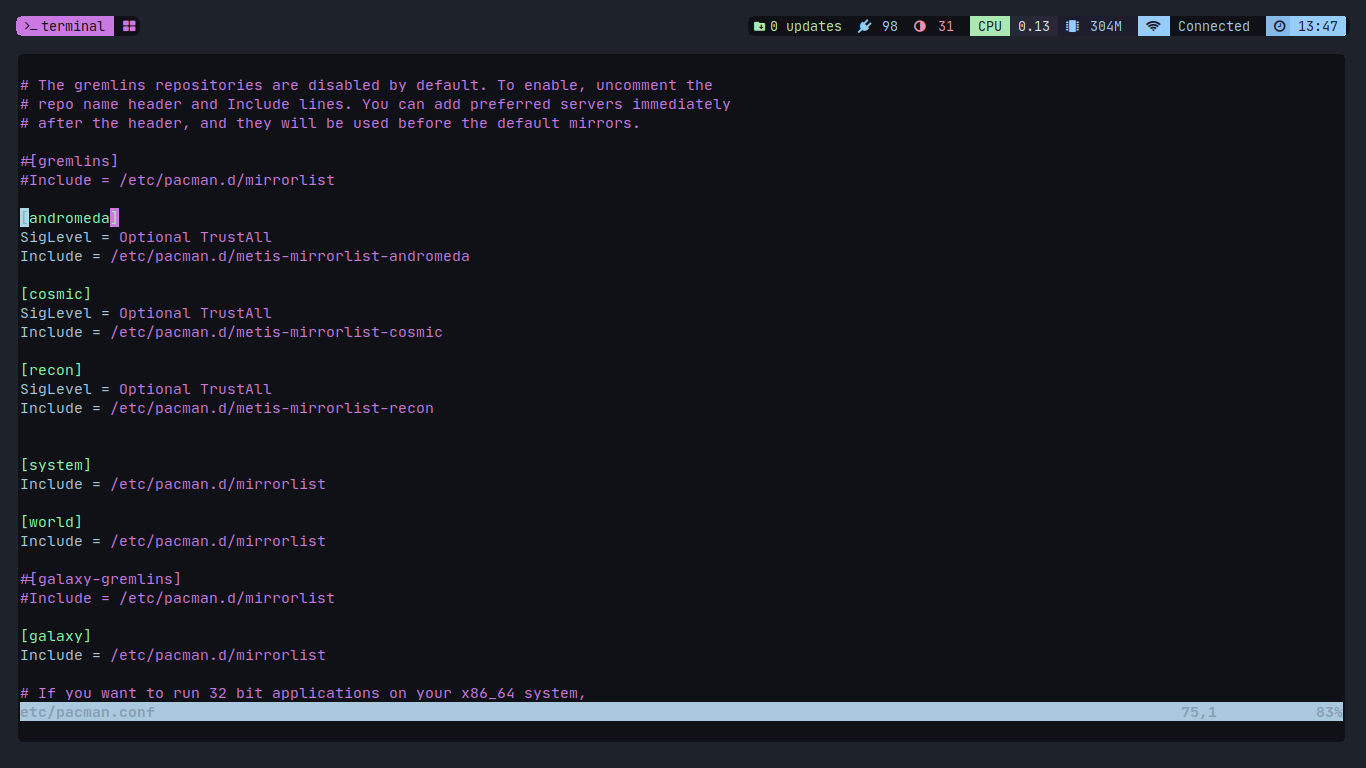 >_ terminal
0 updates 98 31 CPU 0.13 304M Connected 13:47
# The gremlins repositories are disabled by default. To enable, uncomment the
# repo name header and Include lines. You can add preferred servers immediately
# after the header, and they will be used before the default mirrors.
#[gremlins]
#Include = /etc/pacman.d/mirrorlist
[andromeda]
SigLevel = Optional TrustAll
Include = /etc/pacman.d/metis-mirrorlist-andromeda
[cosmic]
SigLevel = Optional TrustAll
Include = /etc/pacman.d/metis-mirrorlist-cosmic
[recon]
SigLevel = Optional TrustAll
Include = /etc/pacman.d/metis-mirrorlist-recon
[system]
Include = /etc/pacman.d/mirrorlist
[world]
Include = /etc/pacman.d/mirrorlist
#[galaxy-gremlins]
#Include = /etc/pacman.d/mirrorlist
[galaxy]
Include = /etc/pacman.d/mirrorlist
# If you want to run 32 bit applications on your x86_64 system,
etc/pacman.conf 75,1 83%